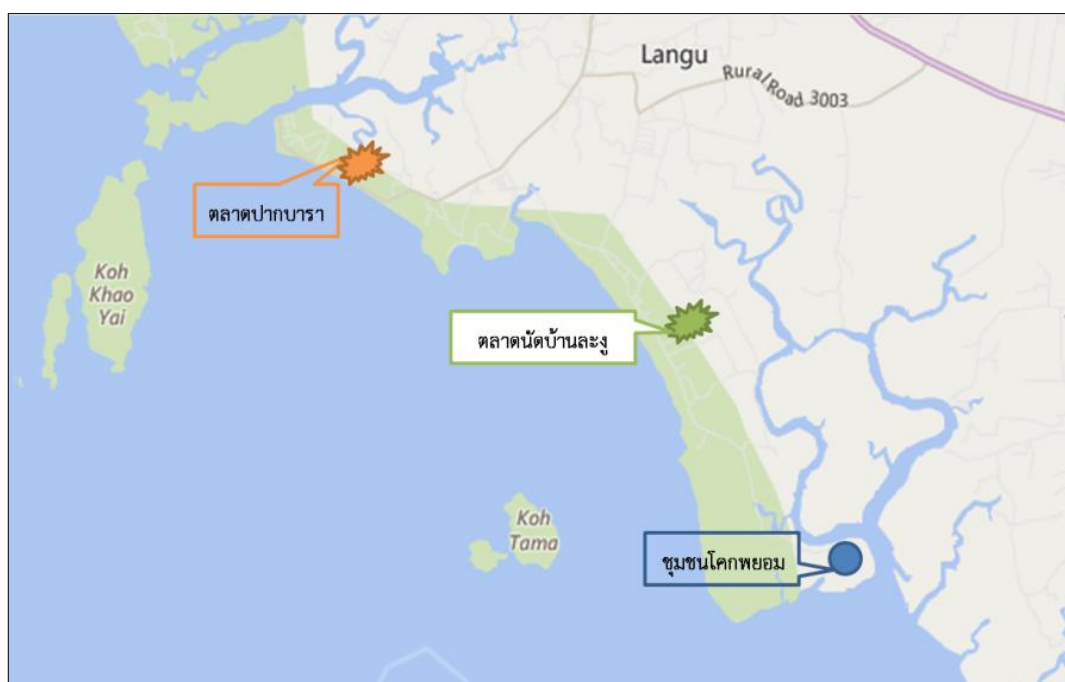 Langu
Rural Road 3003
ตลาดปากบารา
Koh
Khao
Yai
ตลาดนัดบ้านละงู
Koh
Tama
ชุมชนโคกพยอม